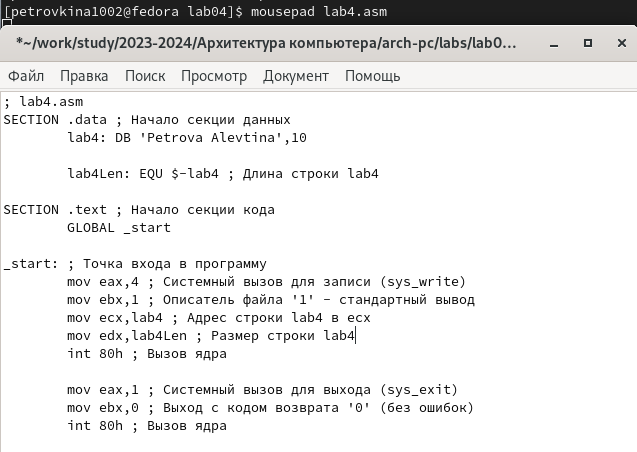 [petrovkina1002@fedora lab04]$ mousepad lab4.asm
*~/work/study/2023-2024/Архитектура компьютера/arch-pc/labs/lab0...
Файл Правка Поиск Просмотр Документ Помощь
; lab4.asm
SECTION .data ; Начало секции данных
lab4: DB 'Petrova Alevtina',10
lab4Len: EQU $-lab4 ; Длина строки lab4
SECTION .text ; Начало секции кода
GLOBAL _start
_start: ; Точка входа в программу
mov eax,4 ; Системный вызов для записи (sys_write)
mov ebx,1 ; Описатель файла '1' - стандартный вывод
mov ecx,lab4 ; Адрес строки lab4 в ecx
mov edx,lab4Len ; Размер строки lab4
int 80h ; Вызов ядра
mov eax,1 ; Системный вызов для выхода (sys_exit)
mov ebx,0 ; Выход с кодом возврата '0' (без ошибок)
int 80h ; Вызов ядра